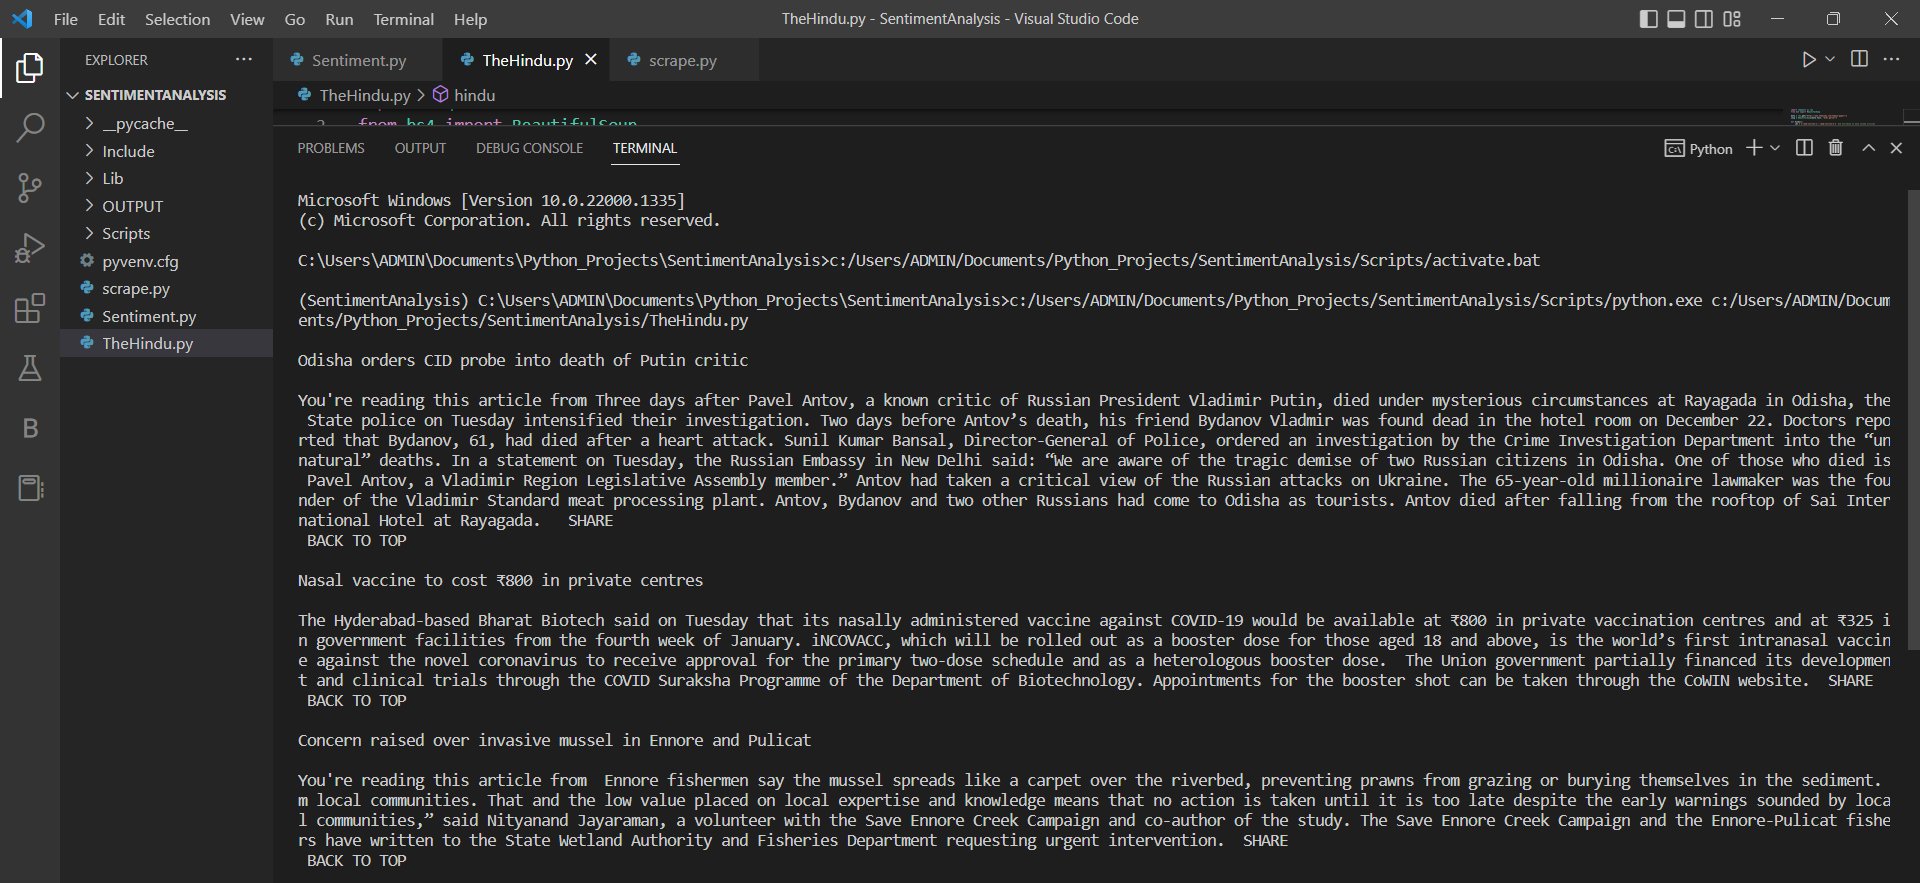 File Edit Selection View Go Run Terminal Help
TheHindu.py - SentimentAnalysis - Visual Studio Code
EXPLORER
SENTIMENTANALYSIS
__pycache__
Include
Lib
OUTPUT
Scripts
pyvenv.cfg
scrape.py
Sentiment.py
TheHindu.py
Sentiment.py TheHindu.py scrape.py
TheHindu.py > hindu
2 from bs4 import BeautifulSoup
PROBLEMS OUTPUT DEBUG CONSOLE TERMINAL
Python
Microsoft Windows [Version 10.0.22000.1335]
(c) Microsoft Corporation. All rights reserved.
C:\Users\ADMIN\Documents\Python_Projects\SentimentAnalysis>c:/Users/ADMIN/Documents/Python_Projects/SentimentAnalysis/Scripts/activate.bat
(SentimentAnalysis) C:\Users\ADMIN\Documents\Python_Projects\SentimentAnalysis>c:/Users/ADMIN/Documents/Python_Projects/SentimentAnalysis/Scripts/python.exe c:/Users/ADMIN/Docum
ents/Python_Projects/SentimentAnalysis/TheHindu.py
Odisha orders CID probe into death of Putin critic
You're reading this article from Three days after Pavel Antov, a known critic of Russian President Vladimir Putin, died under mysterious circumstances at Rayagada in Odisha, the
State police on Tuesday intensified their investigation. Two days before Antov’s death, his friend Bydanov Vladmir was found dead in the hotel room on December 22. Doctors repo
rted that Bydanov, 61, had died after a heart attack. Sunil Kumar Bansal, Director-General of Police, ordered an investigation by the Crime Investigation Department into the “un
natural” deaths. In a statement on Tuesday, the Russian Embassy in New Delhi said: “We are aware of the tragic demise of two Russian citizens in Odisha. One of those who died is
Pavel Antov, a Vladimir Region Legislative Assembly member.” Antov had taken a critical view of the Russian attacks on Ukraine. The 65-year-old millionaire lawmaker was the fou
nder of the Vladimir Standard meat processing plant. Antov, Bydanov and two other Russians had come to Odisha as tourists. Antov died after falling from the rooftop of Sai Inter
national Hotel at Rayagada. SHARE
BACK TO TOP
Nasal vaccine to cost ₹800 in private centres
The Hyderabad-based Bharat Biotech said on Tuesday that its nasally administered vaccine against COVID-19 would be available at ₹800 in private vaccination centres and at ₹325 i
n government facilities from the fourth week of January. iNCOVACC, which will be rolled out as a booster dose for those aged 18 and above, is the world’s first intranasal vaccin
e against the novel coronavirus to receive approval for the primary two-dose schedule and as a heterologous booster dose. The Union government partially financed its developmen
t and clinical trials through the COVID Suraksha Programme of the Department of Biotechnology. Appointments for the booster shot can be taken through the CoWIN website. SHARE
BACK TO TOP
Concern raised over invasive mussel in Ennore and Pulicat
You're reading this article from Ennore fishermen say the mussel spreads like a carpet over the riverbed, preventing prawns from grazing or burying themselves in the sediment.
m local communities. That and the low value placed on local expertise and knowledge means that no action is taken until it is too late despite the early warnings sounded by loca
l communities,” said Nityanand Jayaraman, a volunteer with the Save Ennore Creek Campaign and co-author of the study. The Save Ennore Creek Campaign and the Ennore-Pulicat fishe
rs have written to the State Wetland Authority and Fisheries Department requesting urgent intervention. SHARE
BACK TO TOP